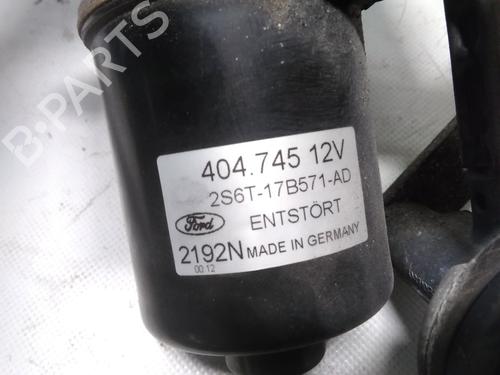 B-PARTS
404.745 12V
2S6T-17B571-AD
Ford ENTSTÖRT
2192N MADE IN GERMANY
00.12